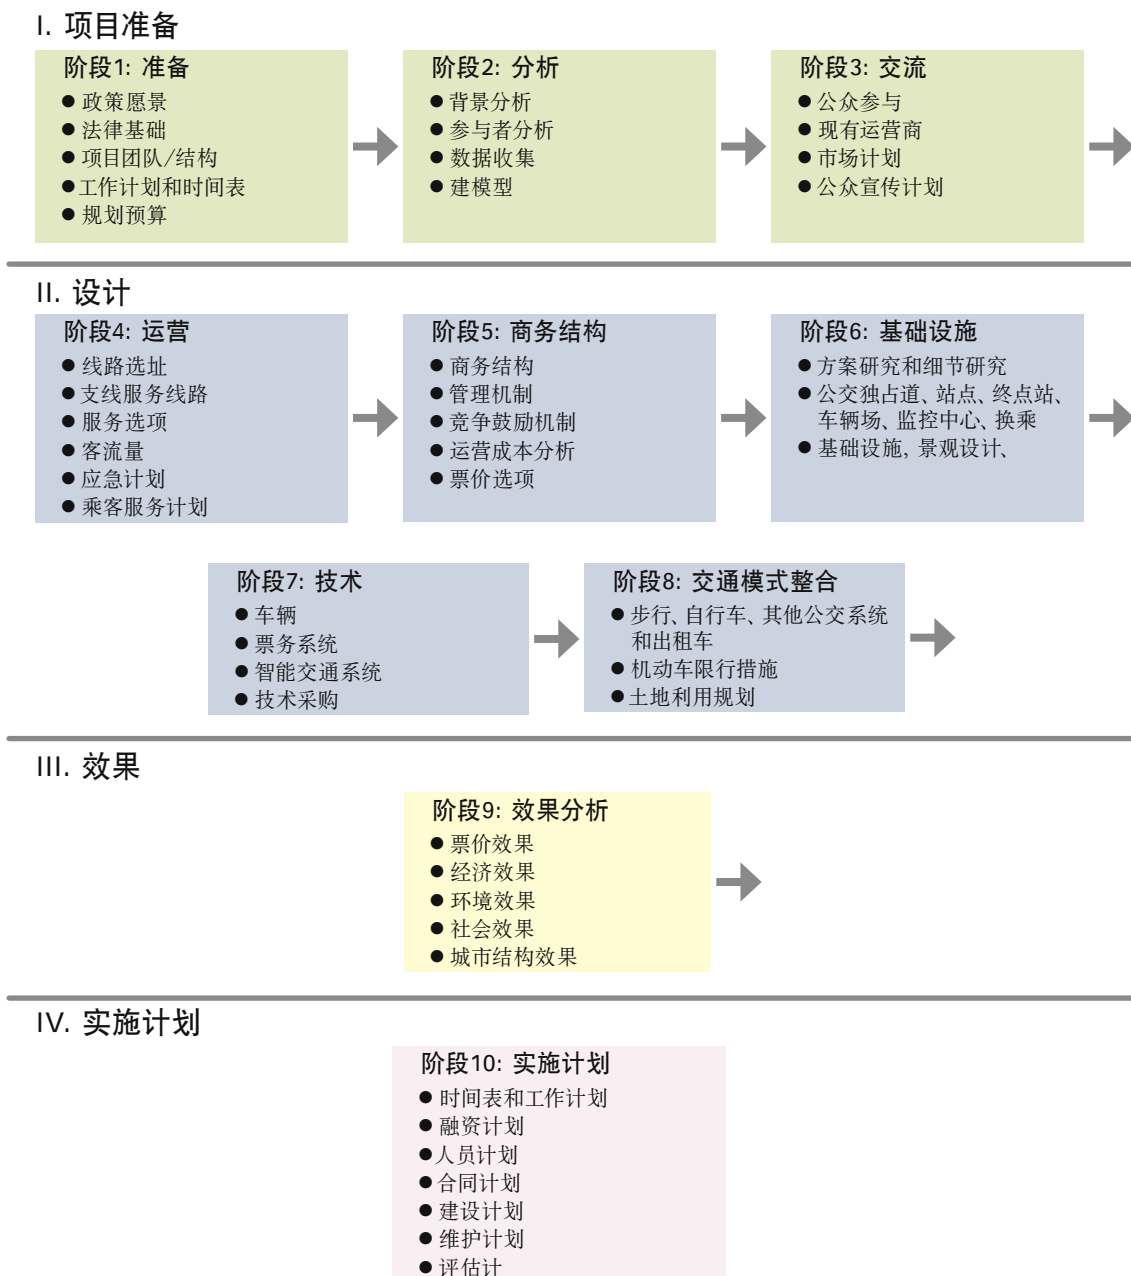 I. 项目准备
阶段1: 准备
● 政策愿景
● 法律基础
● 项目团队/结构
●工作计划和时间表
● 规划预算
阶段2: 分析
● 背景分析
● 参与者分析
● 数据收集
● 建模型
阶段3: 交流
● 公众参与
● 现有运营商
● 市场计划
● 公众宣传计划
II. 设计
阶段4: 运营
● 线路选址
●支线服务线路
● 服务选项
● 客流量
● 应急计划
● 乘客服务计划
阶段5: 商务结构
● 商务结构
● 管理机制
● 竞争鼓励机制
● 运营成本分析
● 票价选项
阶段6: 基础设施
● 方案研究和细节研究
● 公交独占道、站点、终点站、
车辆场、监控中心、换乘
● 基础设施, 景观设计、
阶段7: 技术
● 车辆
● 票务系统
● 智能交通系统
● 技术采购
阶段8: 交通模式整合
● 步行、自行车、其他公交系统
和出租车
● 机动车限行措施
●土地利用规划
III. 效果
阶段9: 效果分析
● 票价效果
● 经济效果
● 环境效果
● 社会效果
● 城市结构效果
IV. 实施计划
阶段10: 实施计划
● 时间表和工作计划
● 融资计划
●人员计划
● 合同计划
● 建设计划
● 维护计划
● 评估计